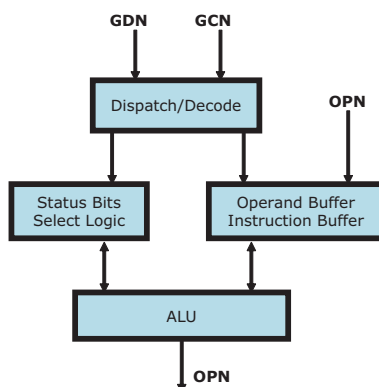 GDN GCN
Dispatch/Decode
OPN
Status Bits
Select Logic
Operand Buffer
Instruction Buffer
ALU
OPN